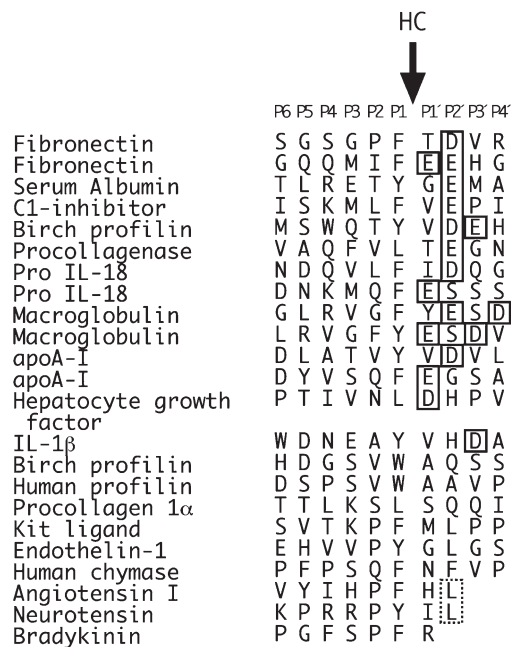 HC
P6 P5 P4 P3 P2 P1 P1´ P2´ P3´ P4´
Fibronectin S G S G P F T D V R
Fibronectin G Q Q M I F E E H G
Serum Albumin T L R E T Y G E M A
C1-inhibitor I S K M L F V E P I
Birch profilin M S W Q T Y V D E H
Procollagenase V A Q F V L T E G N
Pro IL-18 N D Q V L F I D Q G
Pro IL-18 D N K M Q F E S S S
Macroglobulin G L R V G F Y E S D
Macroglobulin L R V G F Y E S D V
apoA-I D L A T V Y V D V L
apoA-I D Y V S Q F E G S A
Hepatocyte growth P T I V N L D H P V
factor
IL-1β W D N E A Y V H D A
Birch profilin H D G S V W A Q S S
Human profilin D S P S V W A A V P
Procollagen 1α T T L K S L S Q Q I
Kit ligand S V T K P F M L P P
Endothelin-1 E H V V P Y G L G S
Human chymase P F P S Q F N F V P
Angiotensin I V Y I H P F H L
Neurotensin K P R R P Y I L
Bradykinin P G F S P F R